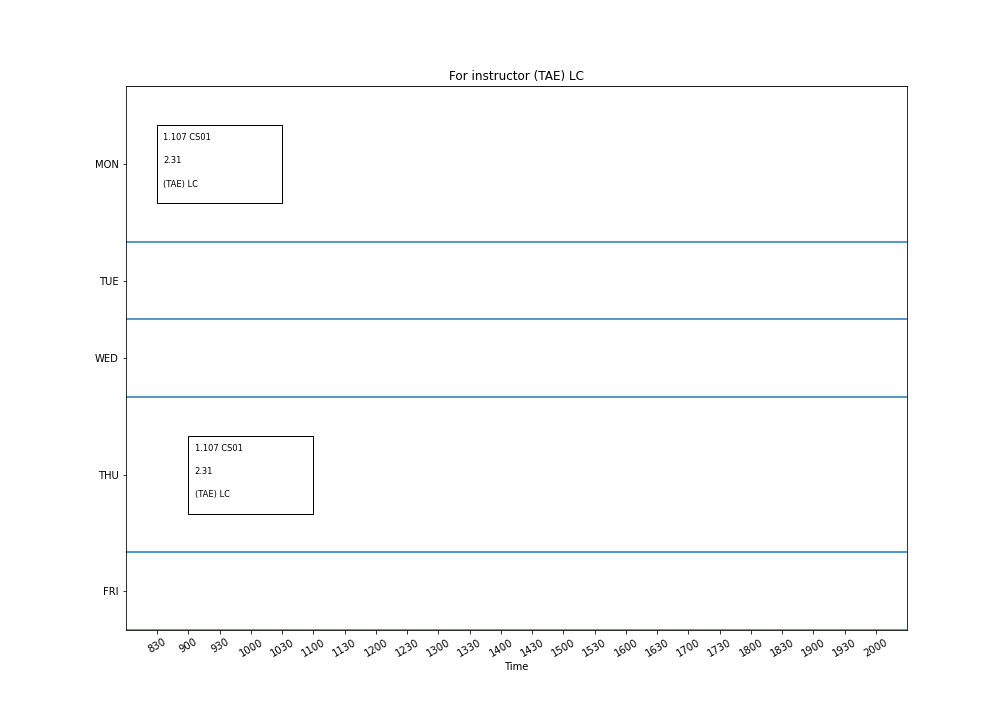 For instructor (TAE) LC
MON
1.107 CS01
2.31
(TAE) LC
TUE
WED
THU
1.107 CS01
2.31
(TAE) LC
FRI
830 900 930 1000 1030 1100 1130 1200 1230 1300 1330 1400 1430 1500 1530 1600 1630 1700 1730 1800 1830 1900 1930 2000
Time